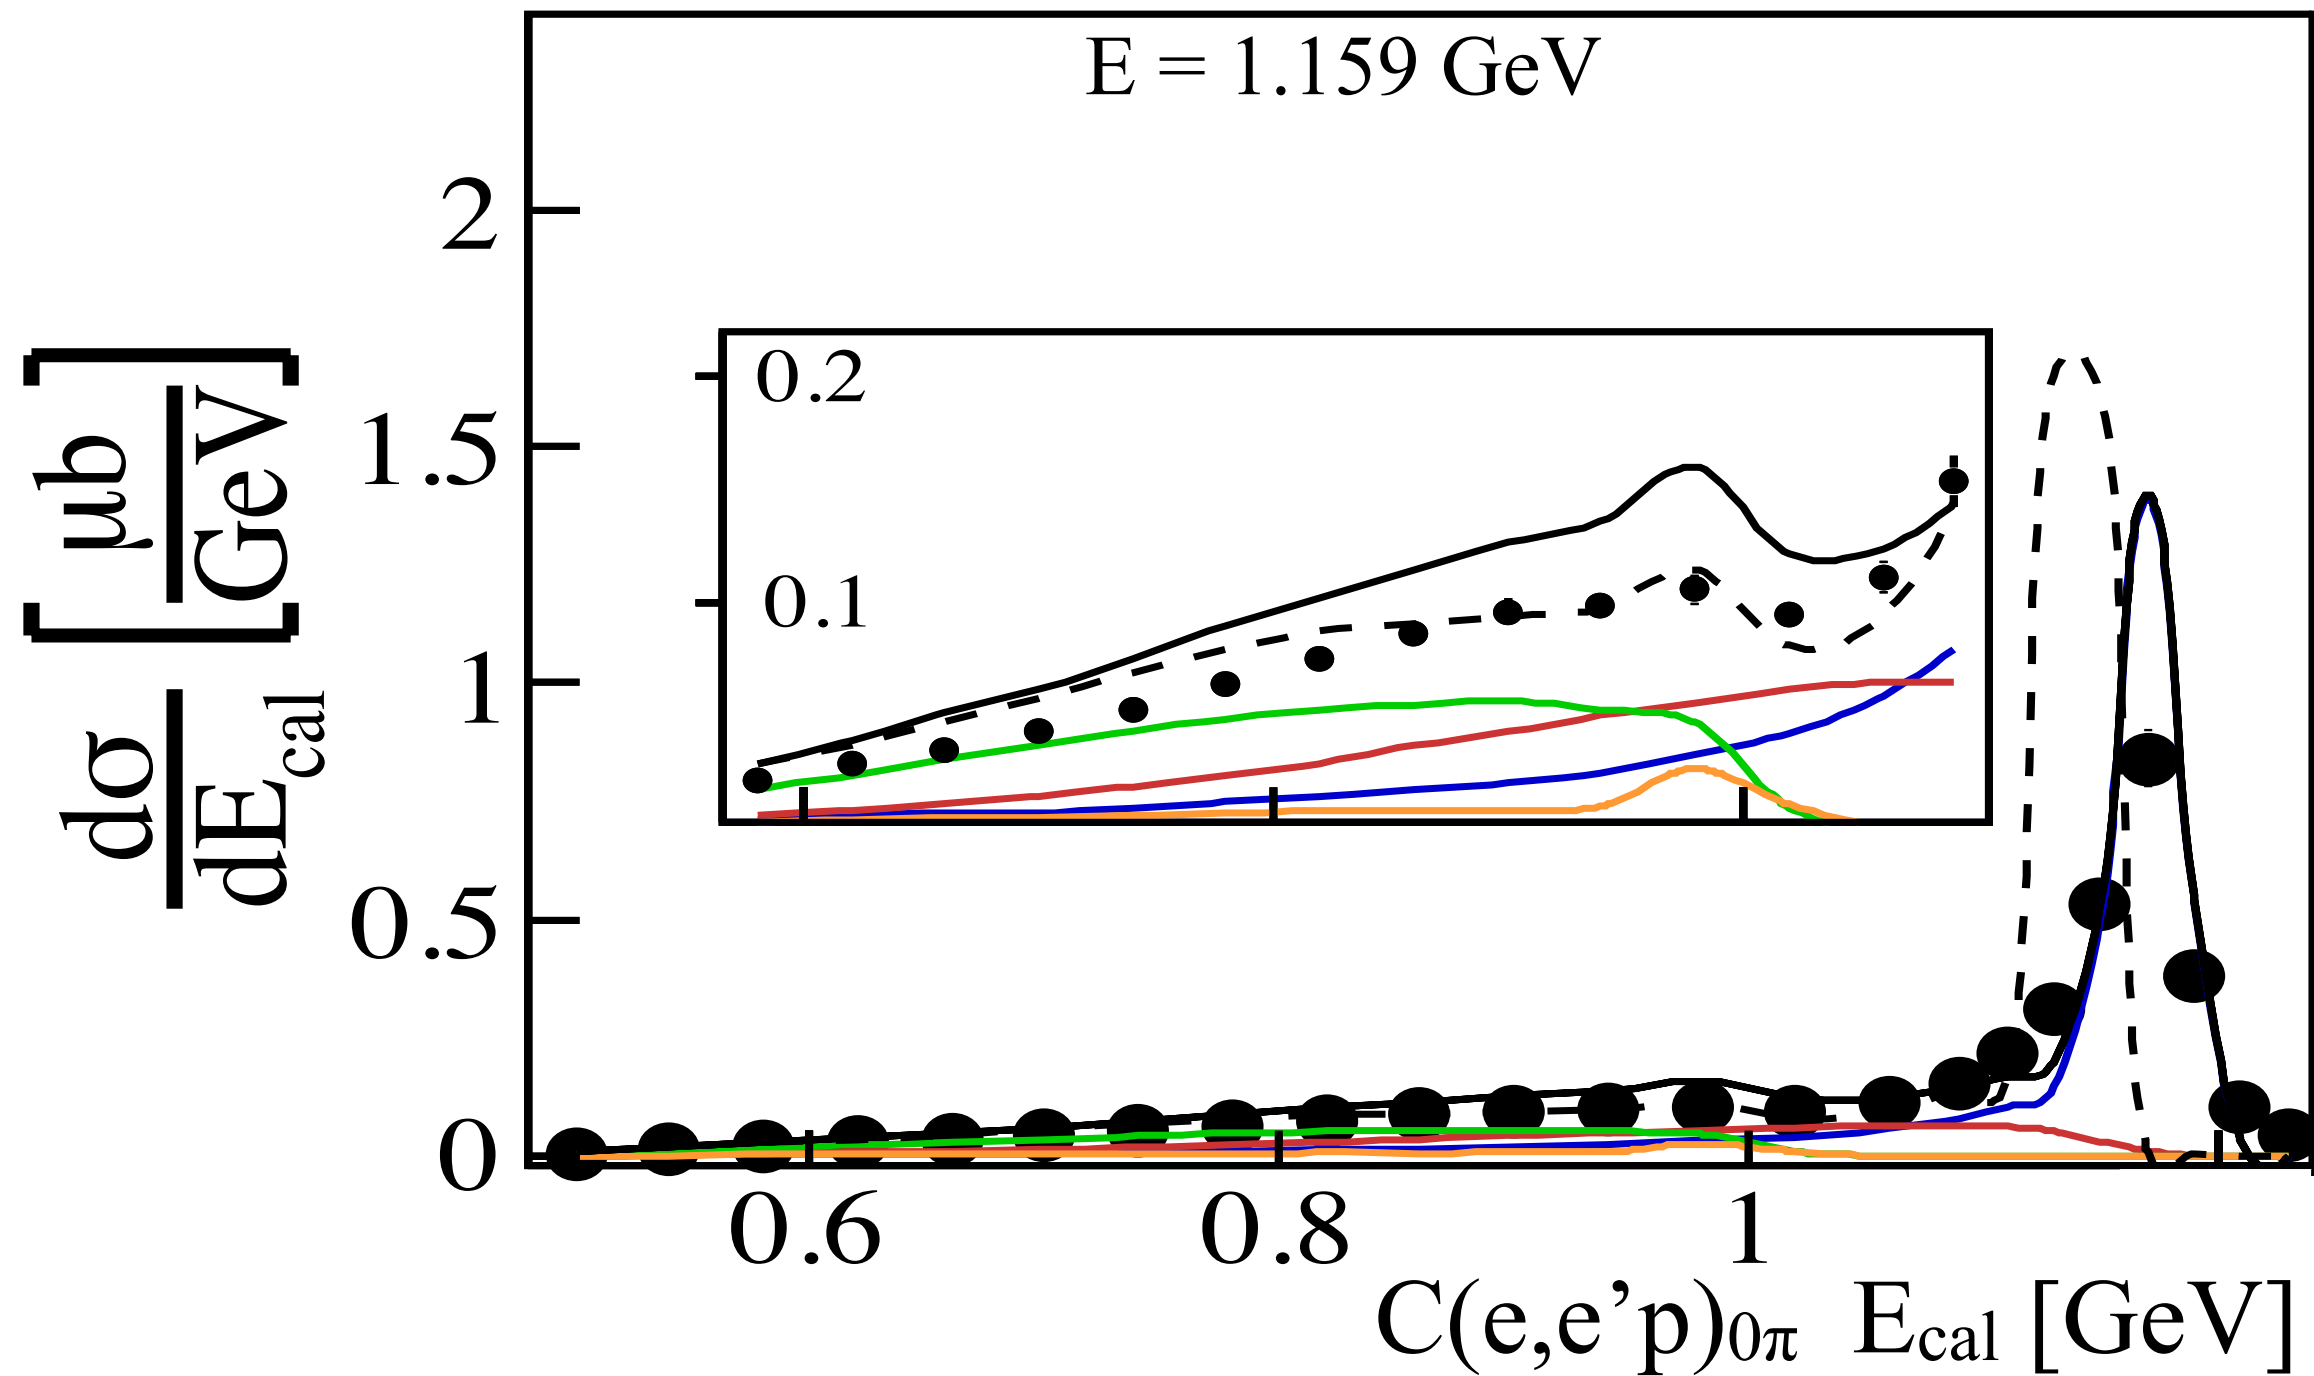 E = 1.159 GeV
2
1.5
1
0.5
0
dσ
dE_cal
[μb
GeV]
0.2
0.1
0.6 0.8 1
C(e,e’p)₀π E_cal [GeV]